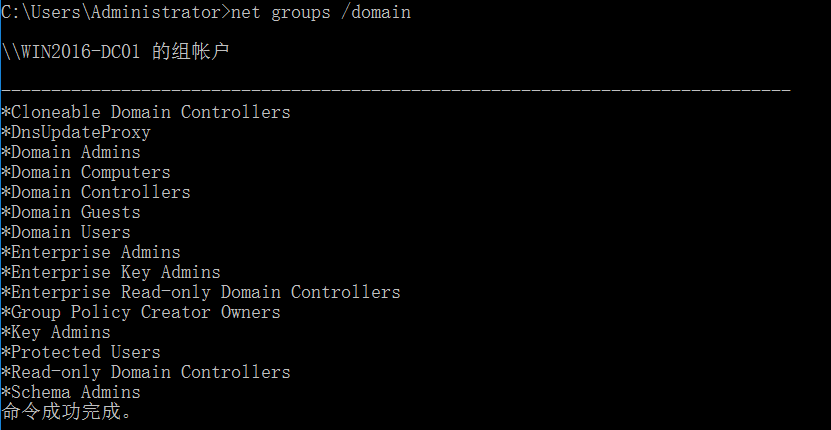 C:\Users\Administrator>net groups /domain
\\WIN2016-DC01 的组帐户
-------------------------------------------------------------------------------
*Cloneable Domain Controllers
*DnsUpdateProxy
*Domain Admins
*Domain Computers
*Domain Controllers
*Domain Guests
*Domain Users
*Enterprise Admins
*Enterprise Key Admins
*Enterprise Read-only Domain Controllers
*Group Policy Creator Owners
*Key Admins
*Protected Users
*Read-only Domain Controllers
*Schema Admins
命令成功完成。